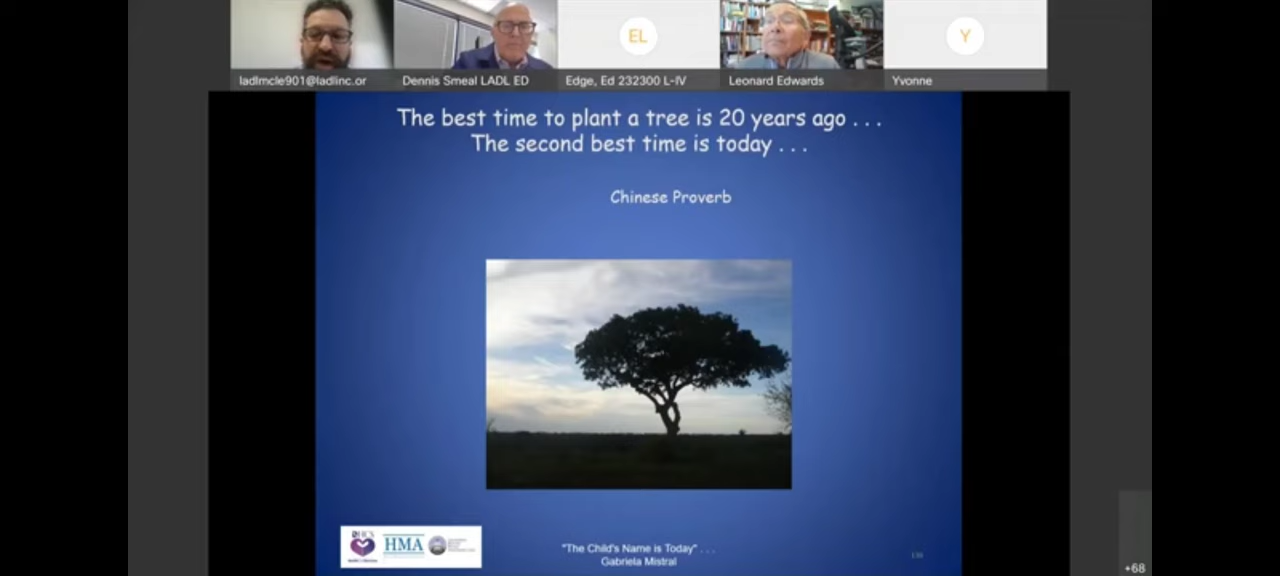 EL
Y
ladlmcle901@ladlinc.or
Dennis Smeal LADL ED
Edge, Ed 232300 L-IV
Leonard Edwards
Yvonne
The best time to plant a tree is 20 years ago . . .
The second best time is today . . .
Chinese Proverb
HMA
"The Child's Name is Today" . . .
Gabriela Mistral
+68